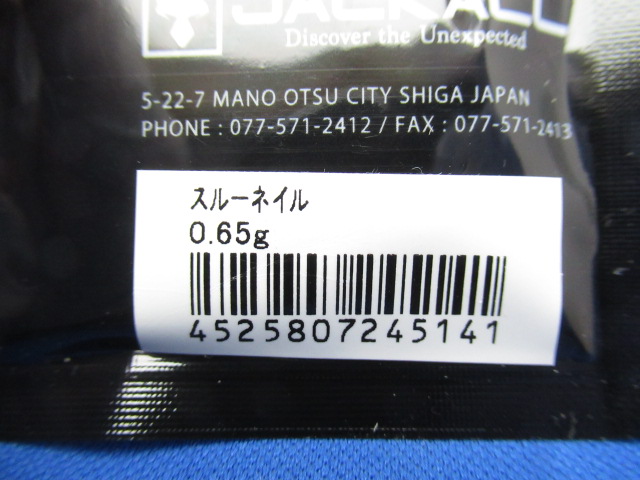 JACKALL
Discover the Unexpected
5-22-7 MANO OTSU CITY SHIGA JAPAN
PHONE : 077-571-2412 / FAX : 077-571-2413
スルーネイル
0.65g
4525807245141